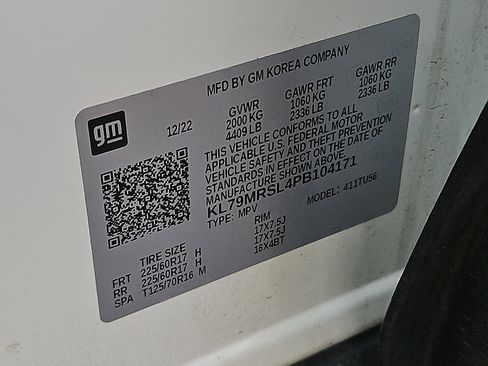 MFD BY GM KOREA COMPANY
gm
12/22
GVWR GAWR FRT GAWR RR
2000 KG 1060 KG 1060 KG
4409 LB 2336 LB 2336 LB
THIS VEHICLE CONFORMS TO ALL
APPLICABLE U.S. FEDERAL MOTOR
VEHICLE SAFETY AND THEFT PREVENTION
STANDARDS IN EFFECT ON THE DATE OF
MANUFACTURE SHOWN ABOVE.
KL79MRSL4PB104171
TYPE: MPV MODEL: 411TU56
TIRE SIZE RIM
FRT 225/60R17 H 17X7.5J
RR 225/60R17 H 17X7.5J
SPA T125/70R16 M 16X4BT